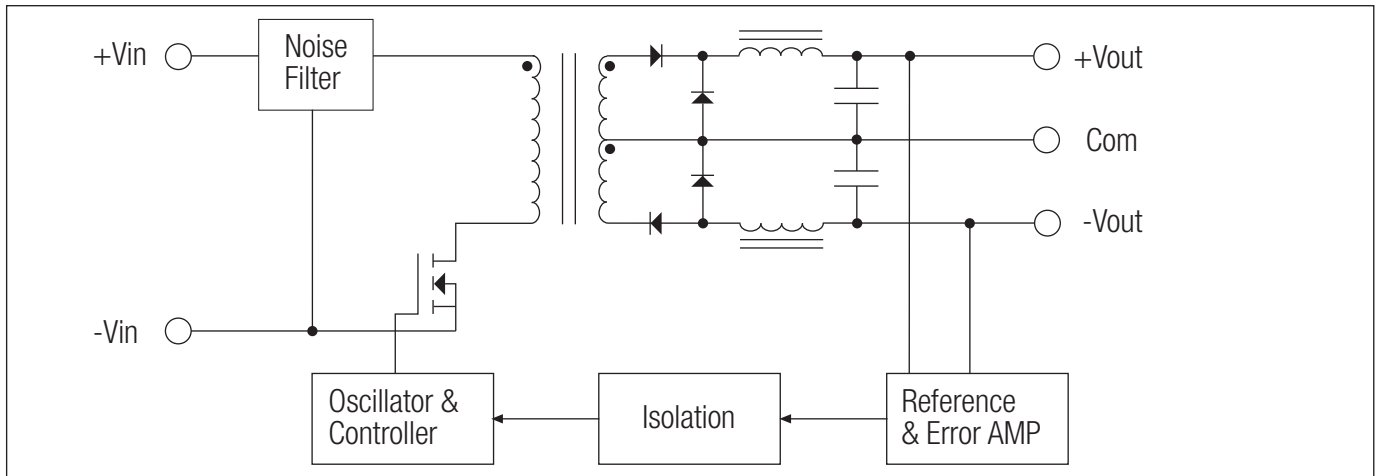 +Vin
Noise
Filter
+Vout
Com
-Vout
-Vin
Oscillator &
Controller
Isolation
Reference
& Error AMP